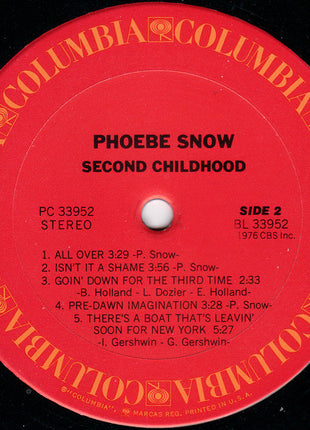 COLUMBIA COLUMBIA
PHOEBE SNOW
SECOND CHILDHOOD
PC 33952
STEREO
SIDE 2
BL 33952
1976 CBS Inc.
1. ALL OVER 3:29 -P. Snow-
2. ISN'T IT A SHAME 3:56 -P. Snow-
3. GOIN' DOWN FOR THE THIRD TIME 2:33
-B. Holland - L. Dozier - E. Holland-
4. PRE-DAWN IMAGINATION 3:28 -P. Snow-
5. THERE'S A BOAT THAT'S LEAVIN'
SOON FOR NEW YORK 5:27
-I. Gershwin - G. Gershwin-
COLUMBIA COLUMBIA
® "COLUMBIA", MARCAS REG. PRINTED IN U.S.A.